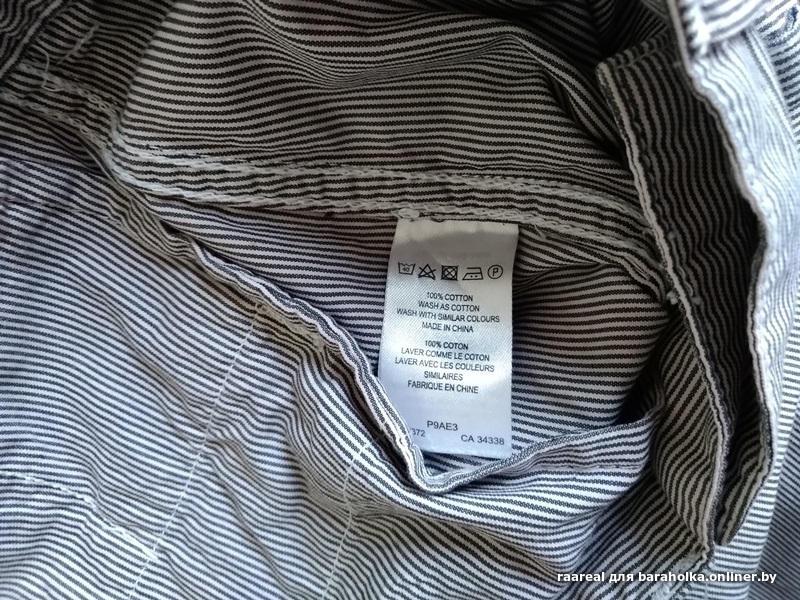 40
P
100% COTTON
WASH AS COTTON
WASH WITH SIMILAR COLOURS
MADE IN CHINA
100% COTON
LAVER COMME LE COTON
LAVER AVEC LES COULEURS
SIMILAIRES
FABRIQUE EN CHINE
P9AE3
CA 34338
raareal для baraholka.onliner.by